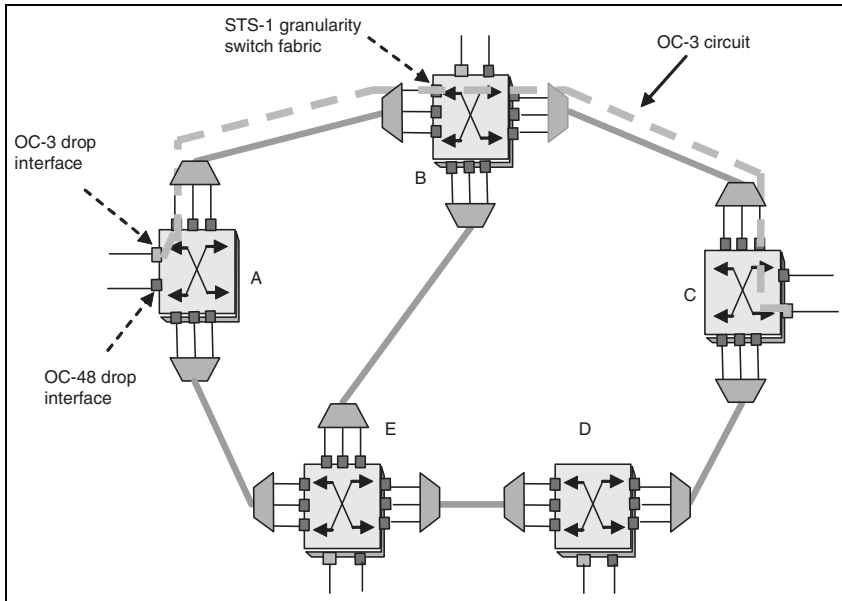 STS-1 granularity
switch fabric
OC-3 circuit
OC-3 drop
interface
B
A
C
OC-48 drop
interface
E
D